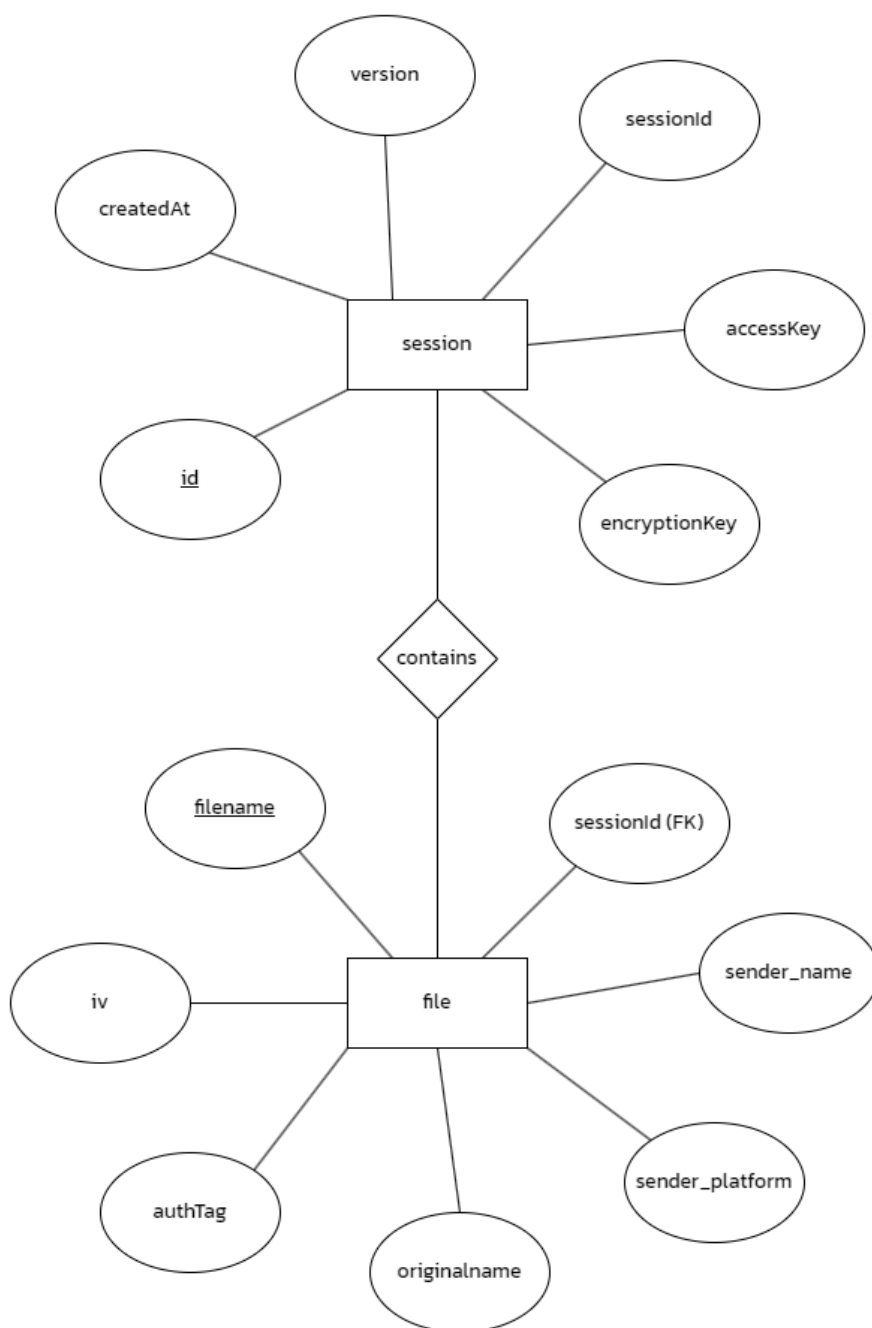 version
sessionId
createdAt
accessKey
session
id
encryptionKey
contains
filename
sessionId (FK)
sender_name
iv
file
sender_platform
authTag
originalname